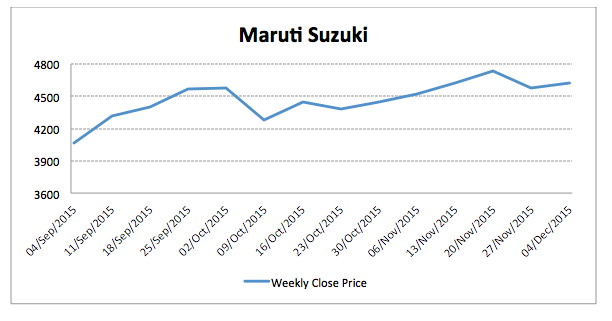 Maruti Suzuki
4800
4500
4200
3900
3600
04/Sep/2015
11/Sep/2015
18/Sep/2015
25/Sep/2015
02/Oct/2015
09/Oct/2015
16/Oct/2015
23/Oct/2015
30/Oct/2015
06/Nov/2015
13/Nov/2015
20/Nov/2015
27/Nov/2015
04/Dec/2015
Weekly Close Price